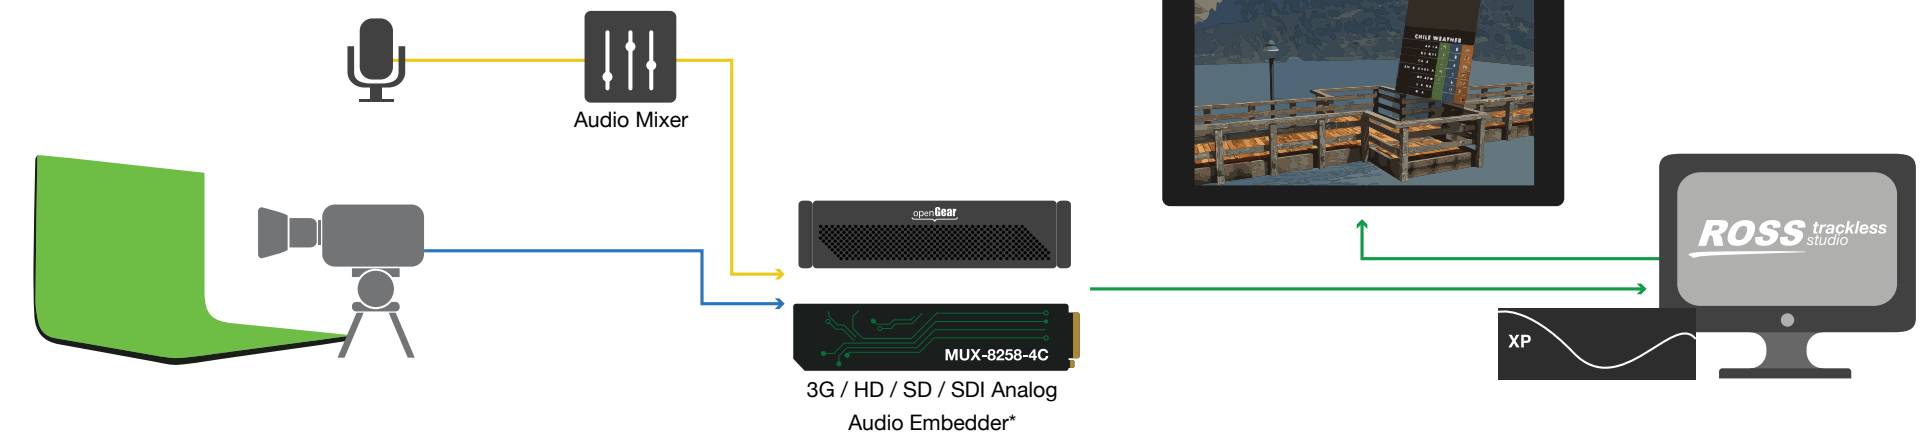 CHILE WEATHER
Audio Mixer
openGear
ROSS trackless
studio
XP
MUX-8258-4C
3G / HD / SD / SDI Analog
Audio Embedder*